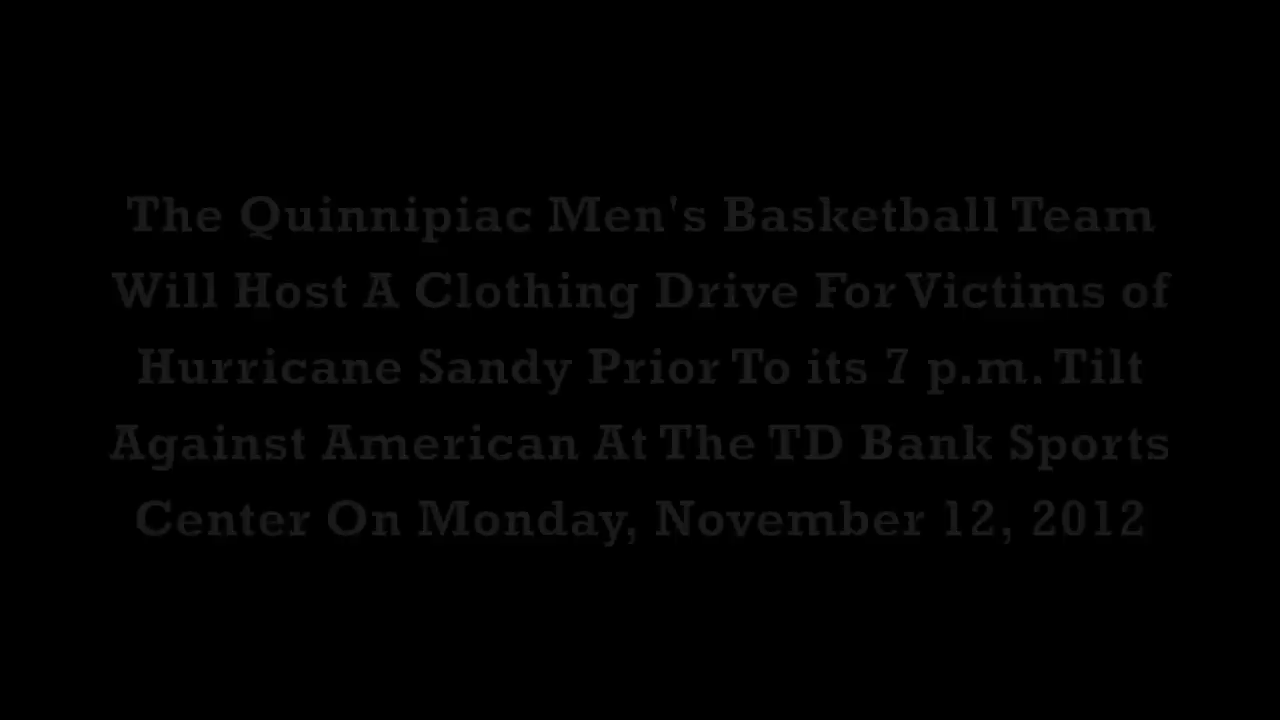 The Quinnipiac Men's Basketball Team
Will Host A Clothing Drive For Victims of
Hurricane Sandy Prior To its 7 p.m. Tilt
Against American At The TD Bank Sports
Center On Monday, November 12, 2012